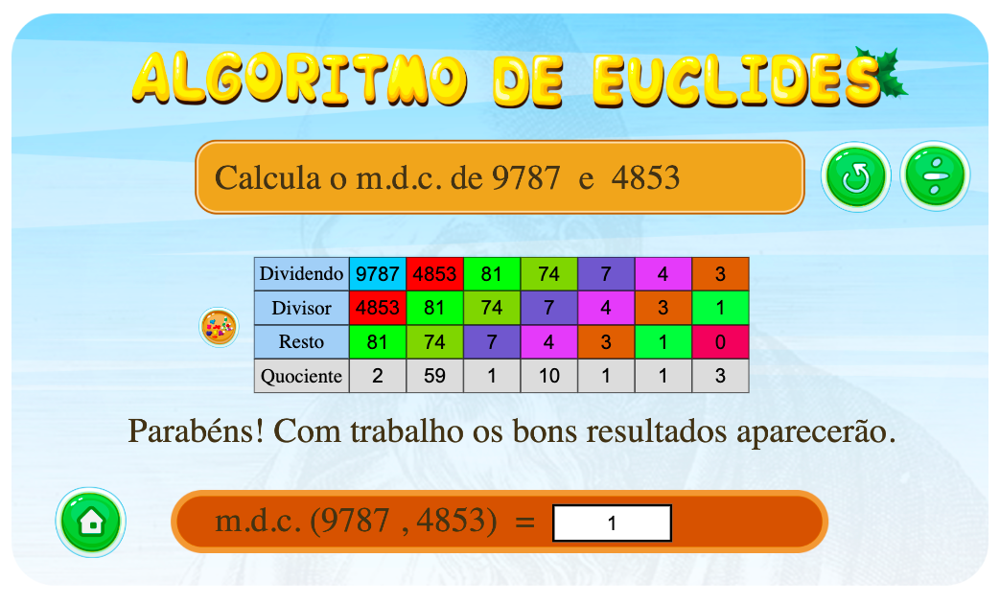 ALGORITMO DE EUCLIDES
Calcula o m.d.c. de 9787 e 4853
Dividendo 9787 4853 81 74 7 4 3
Divisor 4853 81 74 7 4 3 1
Resto 81 74 7 4 3 1 0
Quociente 2 59 1 10 1 1 3
Parabéns! Com trabalho os bons resultados aparecerão.
m.d.c. (9787 , 4853) = 1